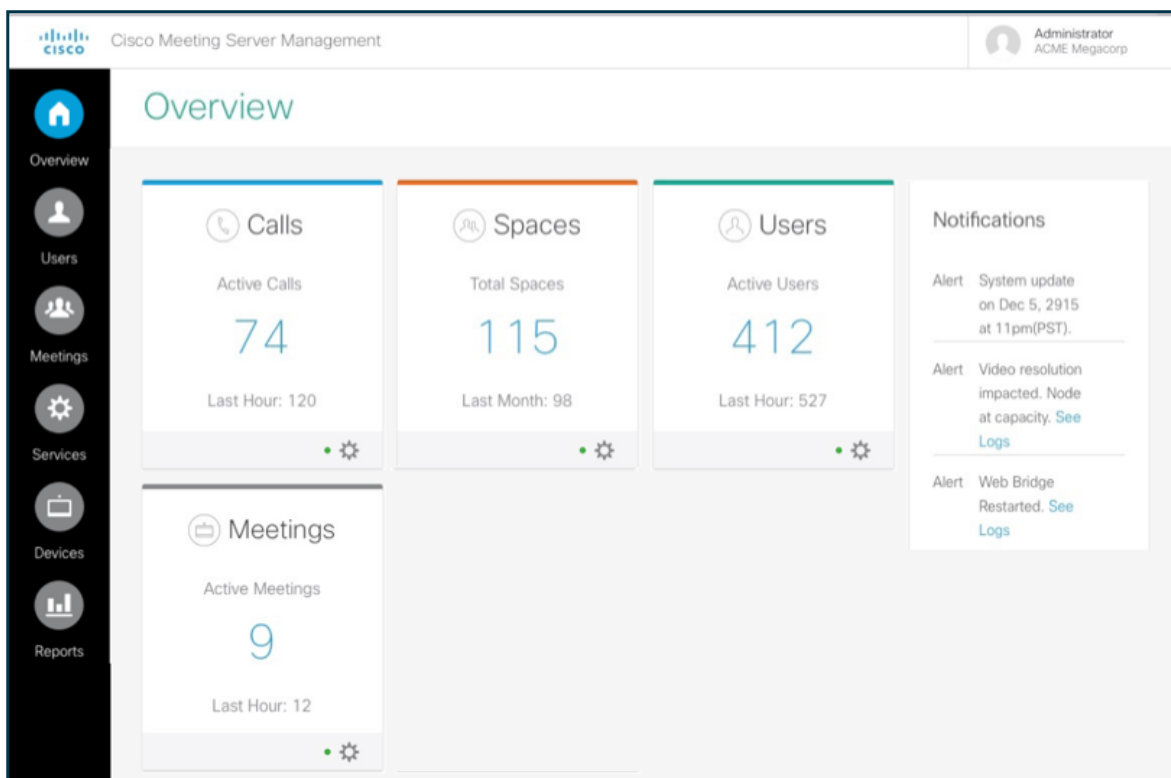 CISCO
Cisco Meeting Server Management
Administrator
ACME Megacorp
Overview
Overview
Users
Meetings
Services
Devices
Reports
Calls
Active Calls
74
Last Hour: 120
Spaces
Total Spaces
115
Last Month: 98
Users
Active Users
412
Last Hour: 527
Meetings
Active Meetings
9
Last Hour: 12
Notifications
Alert System update
on Dec 5, 2915
at 11pm(PST).
Alert Video resolution
impacted. Node
at capacity. See
Logs
Alert Web Bridge
Restarted. See
Logs